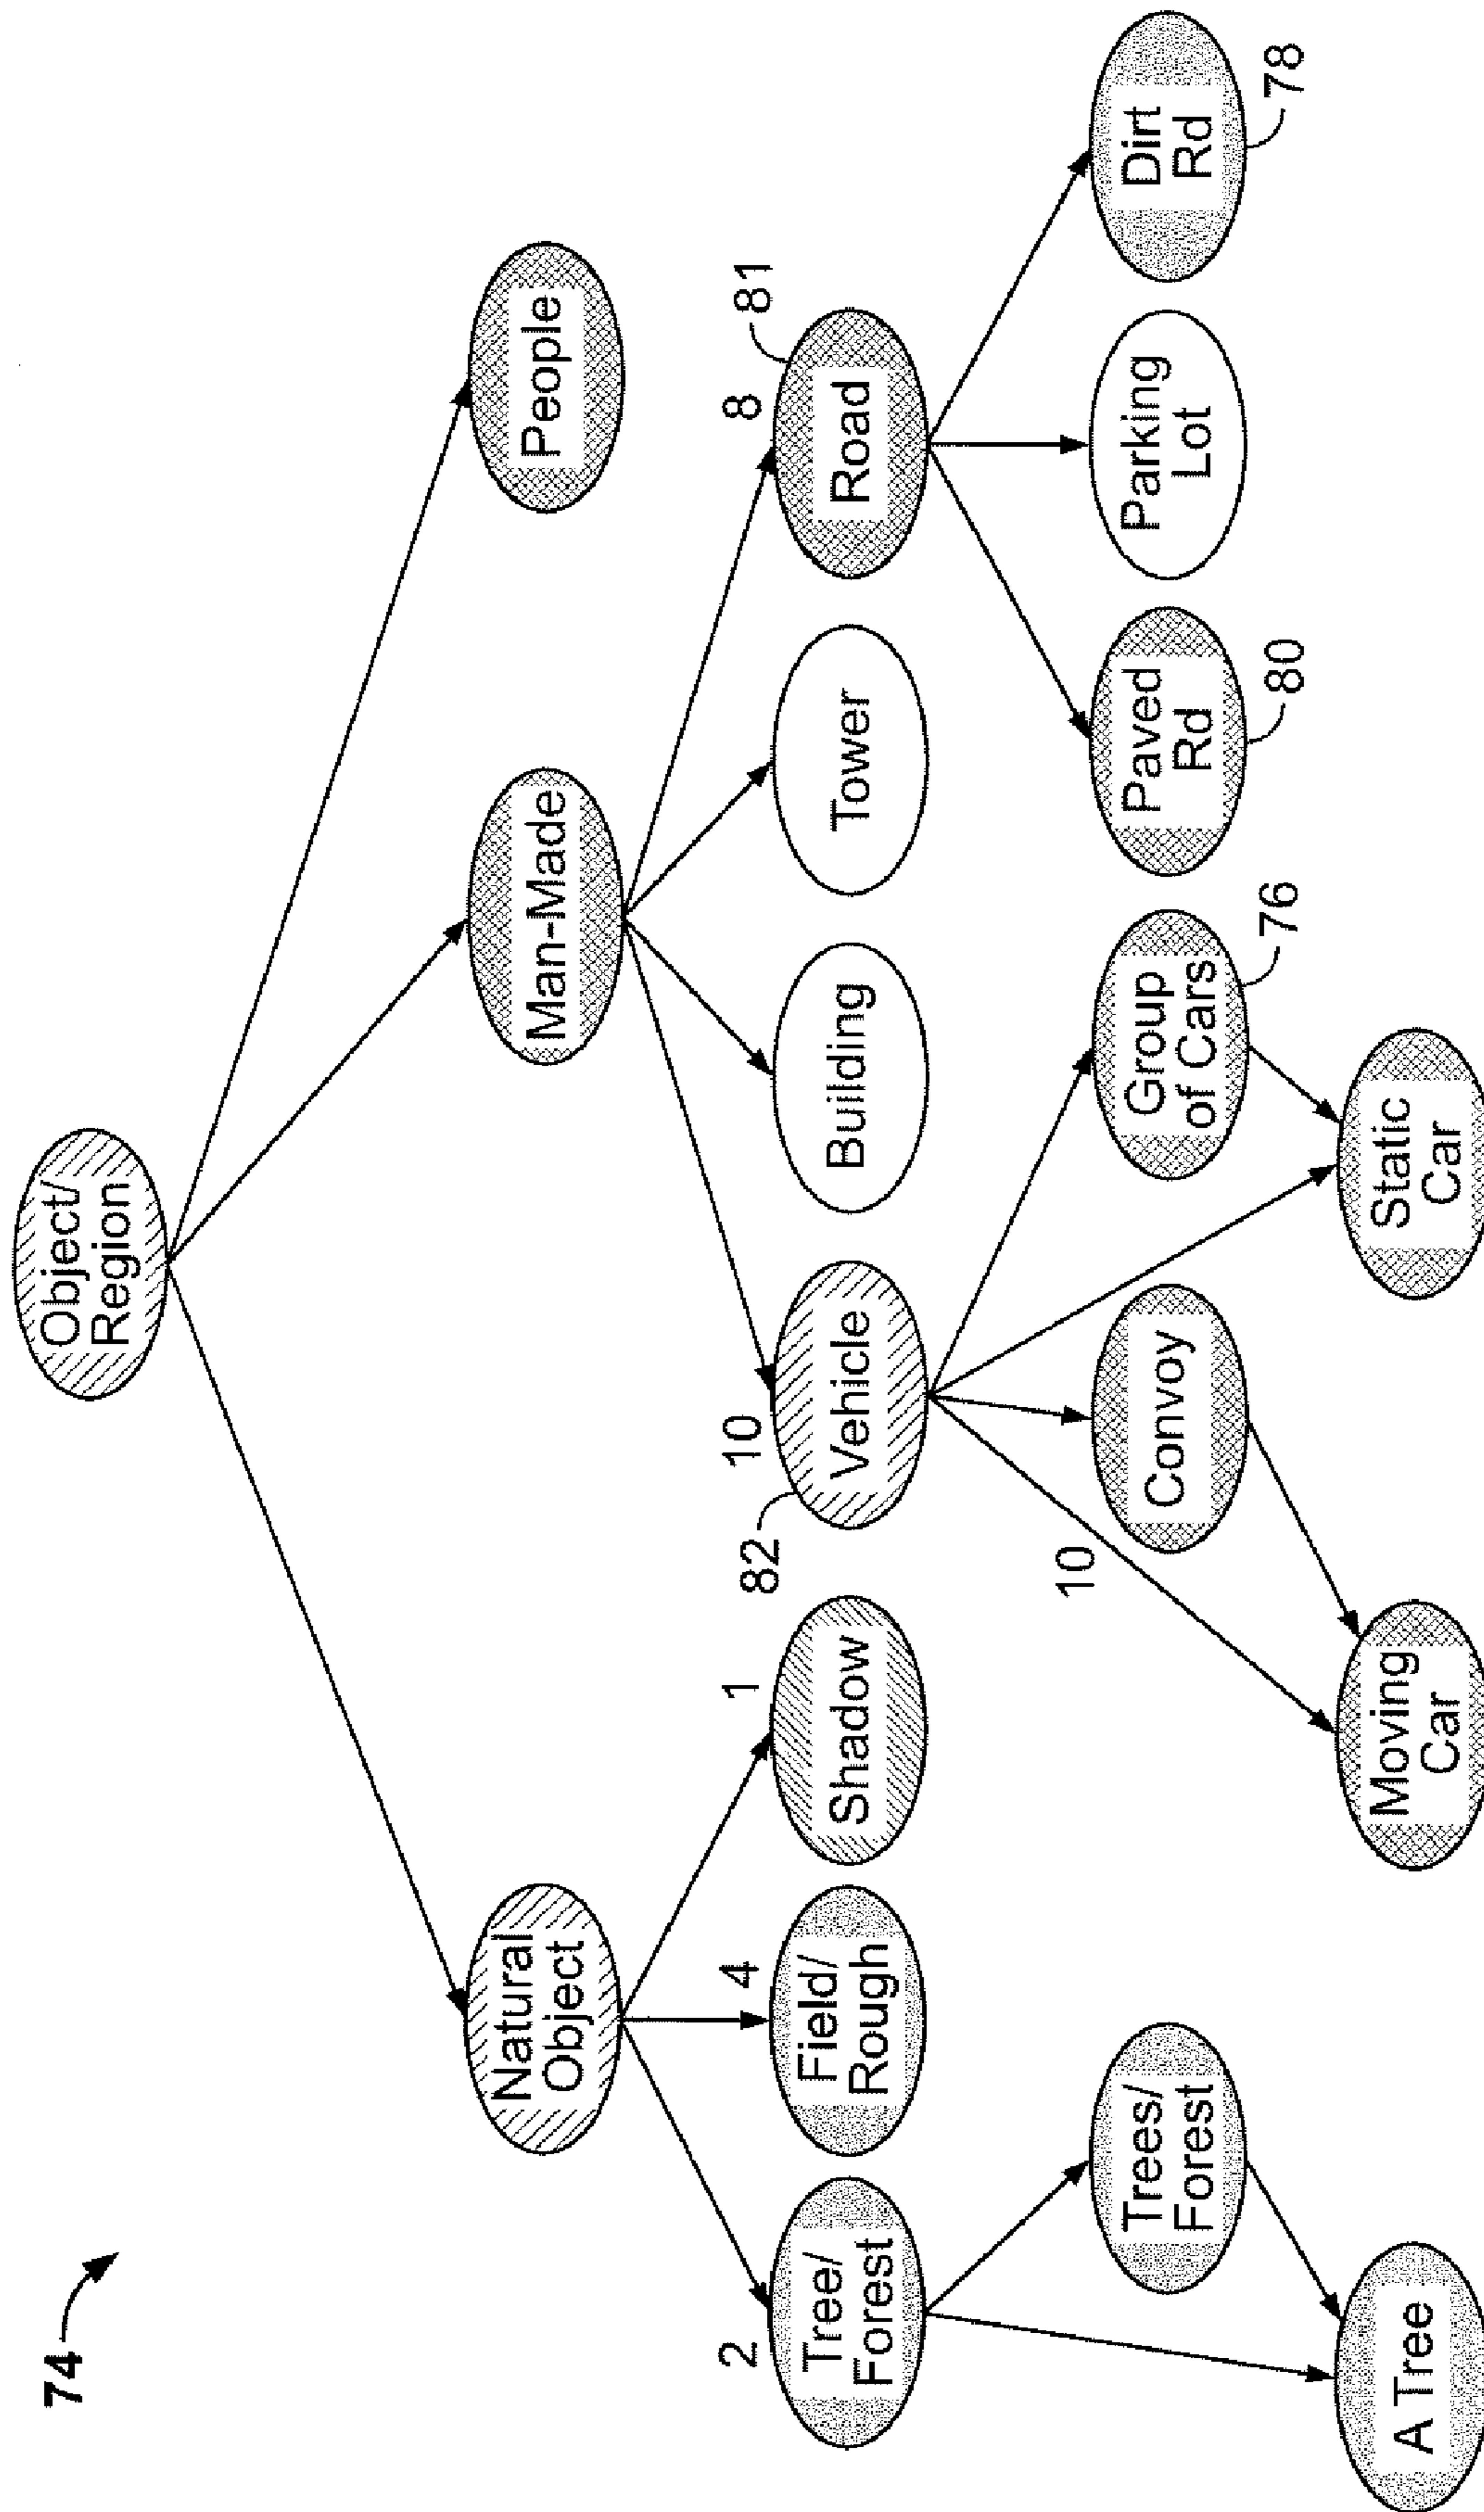 74
Object/
Region
Natural
Object
Man-Made
People
2
Tree/
Forest
4
Field/
Rough
1
Shadow
82
10
Vehicle
Building
Tower
8
81
Road
Trees/
Forest
10
Convoy
Group
of Cars
76
Paved
Rd
80
Parking
Lot
Dirt
Rd
78
A Tree
Moving
Car
Static
Car